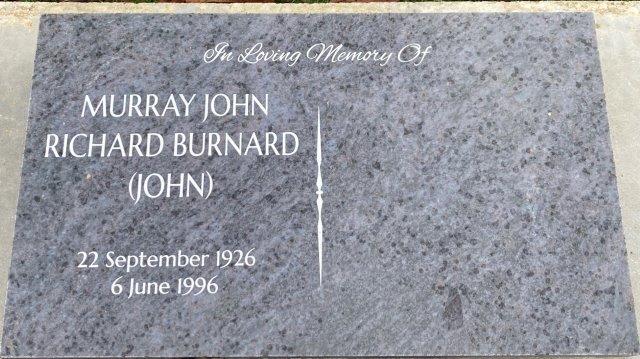 In Loving Memory Of
MURRAY JOHN
RICHARD BURNARD
(JOHN)
22 September 1926
6 June 1996